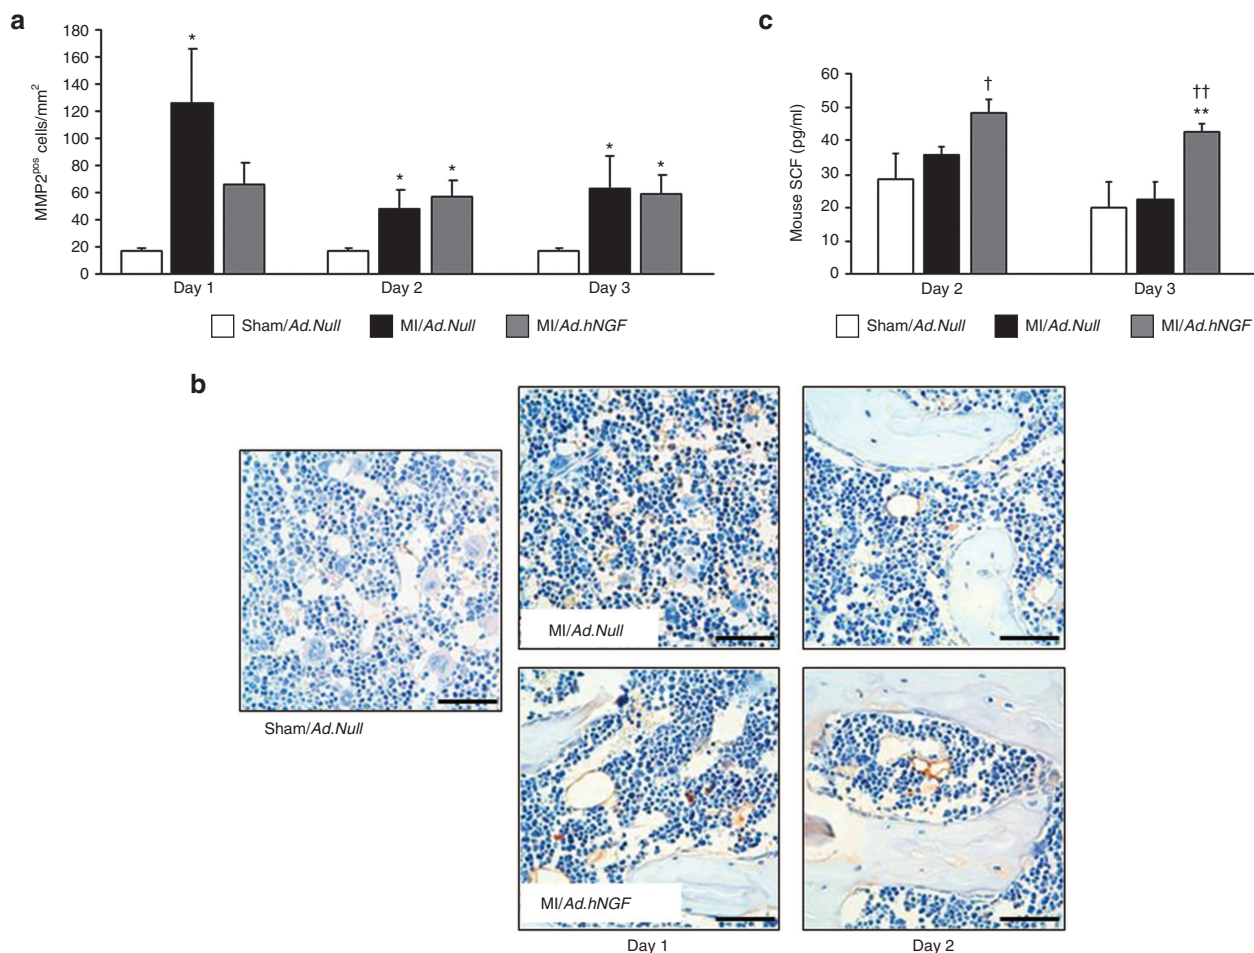 a
180
160
140
120
100
80
60
40
20
0
MMP2pos cells/mm2
*
*
*
*
*
Day 1
Day 2
Day 3
Sham/Ad.Null
MI/Ad.Null
MI/Ad.hNGF
c
60
50
40
30
20
10
0
Mouse SCF (pg/ml)
†
††
**
Day 2
Day 3
Sham/Ad.Null
MI/Ad.Null
MI/Ad.hNGF
b
Sham/Ad.Null
MI/Ad.Null
MI/Ad.hNGF
Day 1
Day 2